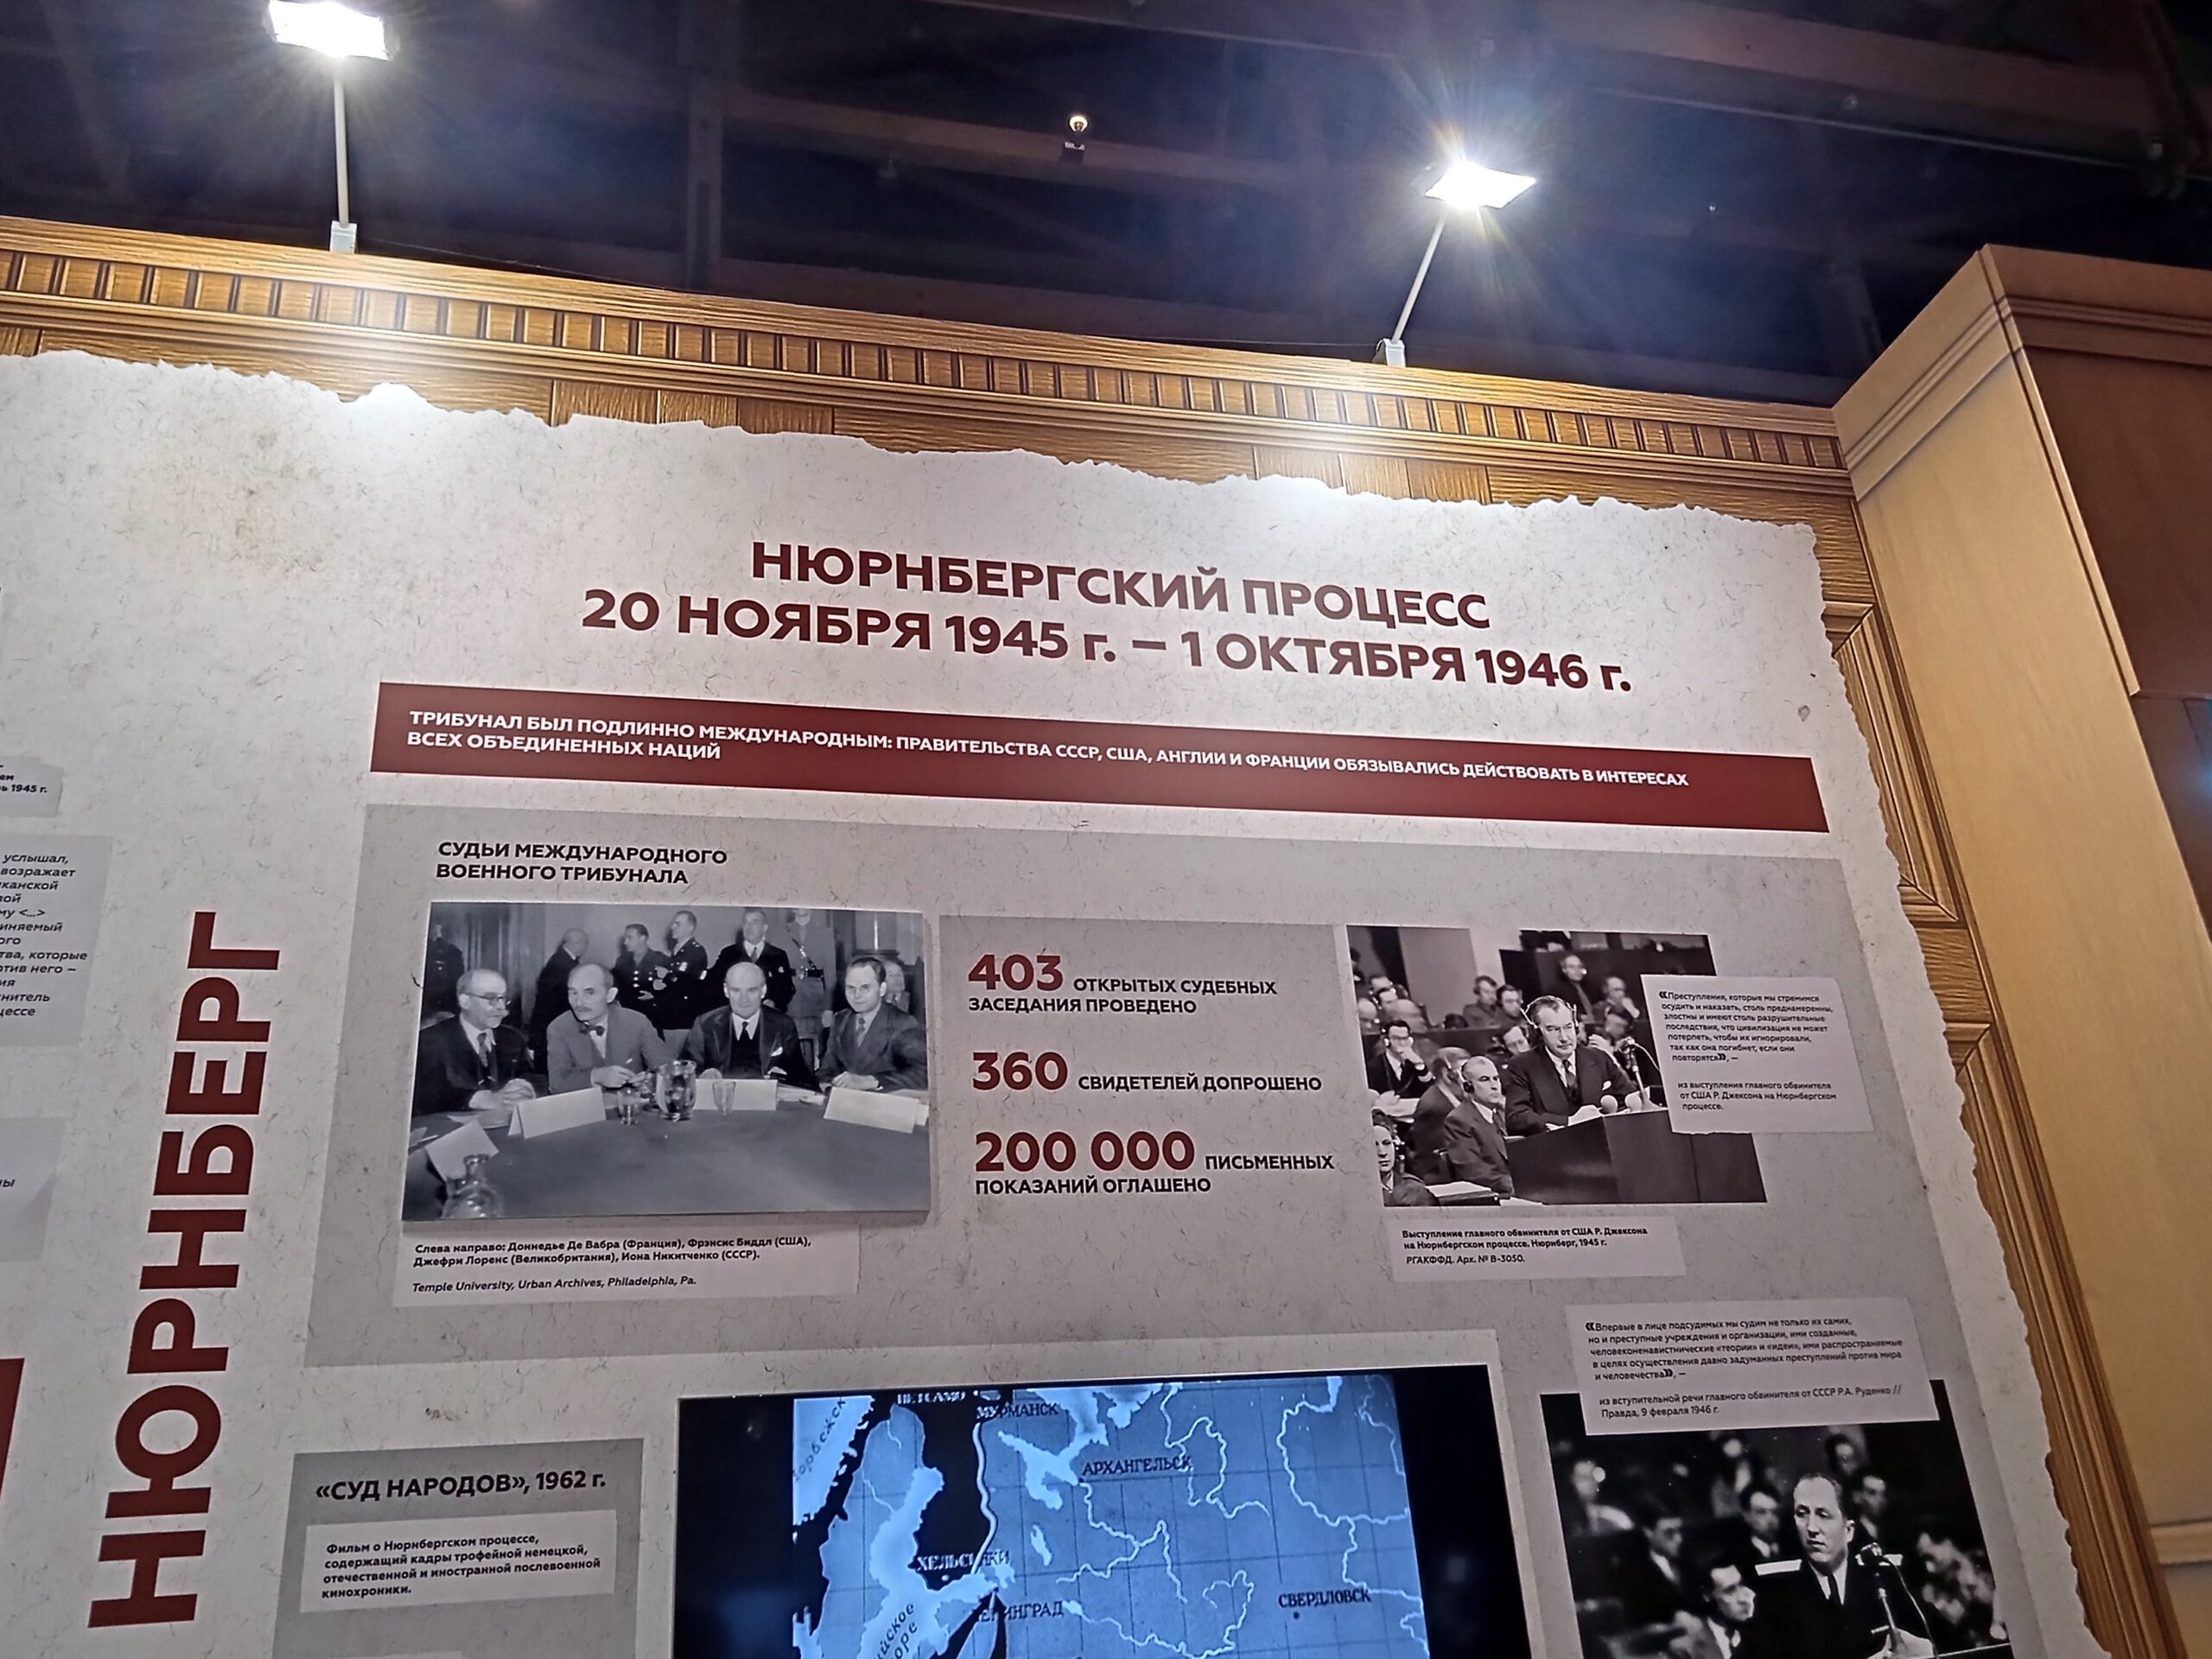 НЮРНБЕРГСКИЙ ПРОЦЕСС
20 НОЯБРЯ 1945 г. – 1 ОКТЯБРЯ 1946 г.
ТРИБУНАЛ БЫЛ ПОДЛИННО МЕЖДУНАРОДНЫМ: ПРАВИТЕЛЬСТВА СССР, США, АНГЛИИ И ФРАНЦИИ ОБЯЗЫВАЛИСЬ ДЕЙСТВОВАТЬ В ИНТЕРЕСАХ
ВСЕХ ОБЪЕДИНЕННЫХ НАЦИЙ
1945 г.
услышал,
возражает
му <...>
которые
отив него –
НЮРНБЕРГ
СУДЬИ МЕЖДУНАРОДНОГО
ВОЕННОГО ТРИБУНАЛА
Слева направо: Доннедье Де Вабра (Франция), Фрэнсис Биддл (США),
Джефри Лоренс (Великобритания), Иона Никитченко (СССР).
Temple University, Urban Archives, Philadelphia, Pa.
403 ОТКРЫТЫХ СУДЕБНЫХ
ЗАСЕДАНИЯ ПРОВЕДЕНО
360 СВИДЕТЕЛЕЙ ДОПРОШЕНО
200 000 ПИСЬМЕННЫХ
ПОКАЗАНИЙ ОГЛАШЕНО
«Преступления, которые мы стремимся
осудить и наказать, столь преднамеренны,
злостны и имеют столь разрушительные
последствия, что цивилизация не может
потерпеть, чтобы их игнорировали,
так как она погибнет, если они
повторятся», –
из выступления главного обвинителя
от США Р. Джексона на Нюрнбергском
процессе.
Выступление главного обвинителя от США Р. Джексона
на Нюрнбергском процессе. Нюрнберг, 1945 г.
РГАКФФД. Арх. № В-3050.
«Впервые в лице подсудимых мы судим не только их самих,
но и преступные учреждения и организации, ими созданные,
человеконенавистнические «теории» и «идеи», ими распространяемые
в целях осуществления давно задуманных преступлений против мира
и человечества», –
из вступительной речи главного обвинителя от СССР Р.А. Руденко //
Правда, 9 февраля 1946 г.
«СУД НАРОДОВ», 1962 г.
Фильм о Нюрнбергском процессе,
содержащий кадры трофейной немецкой,
отечественной и иностранной послевоенной
кинохроники.
МУРМАНСК
АРХАНГЕЛЬСК
ХЕЛЬСИНКИ
СВЕРДЛОВСК